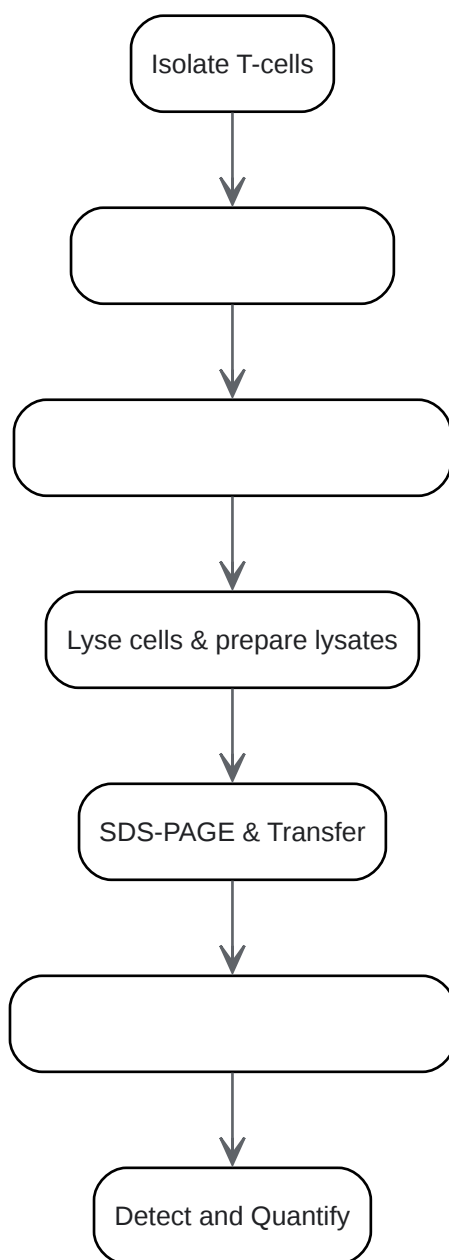 Isolate T-cells
Lyse cells & prepare lysates
SDS-PAGE & Transfer
Detect and Quantify